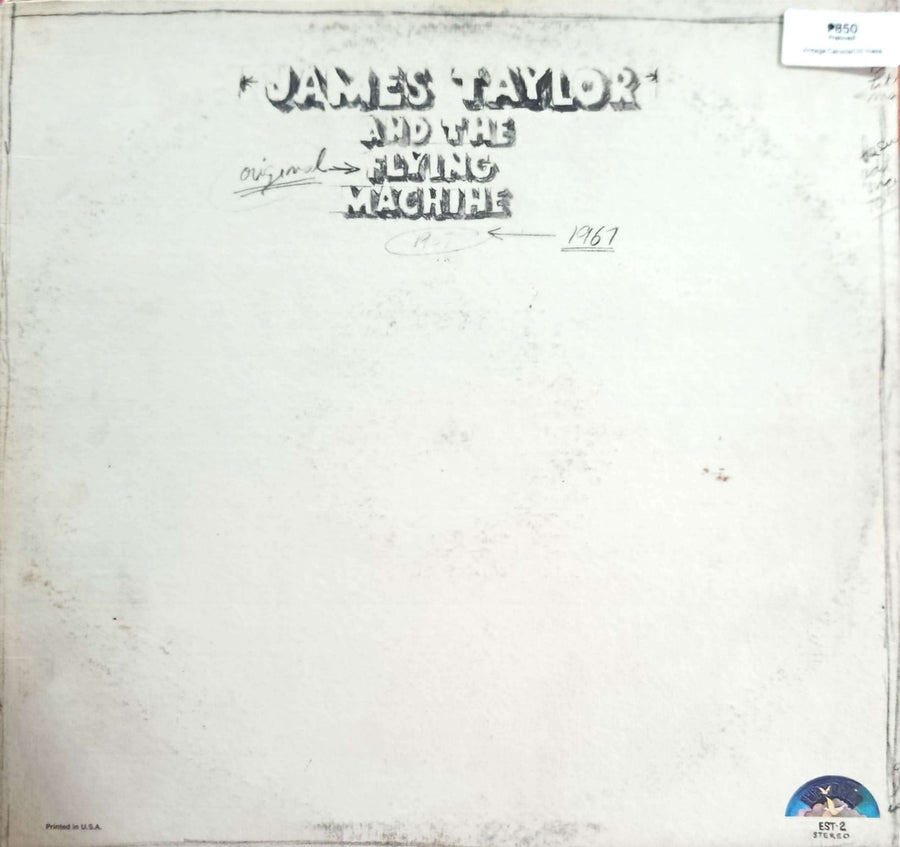 ₱850
"JAMES TAYLOR"
AND THE
original → FLYING
MACHINE
1967
Printed in U.S.A.
EST-2
STEREO